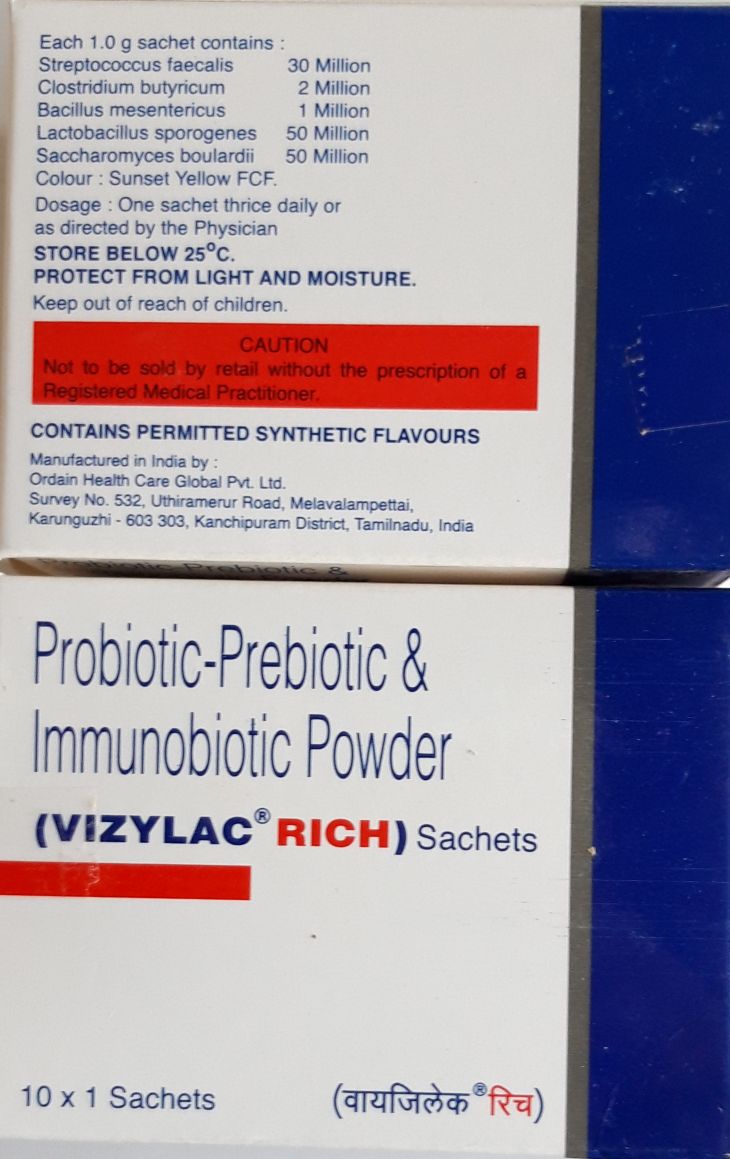 Each 1.0 g sachet contains :
Streptococcus faecalis 30 Million
Clostridium butyricum 2 Million
Bacillus mesentericus 1 Million
Lactobacillus sporogenes 50 Million
Saccharomyces boulardii 50 Million
Colour : Sunset Yellow FCF.
Dosage : One sachet thrice daily or
as directed by the Physician
STORE BELOW 25°C.
PROTECT FROM LIGHT AND MOISTURE.
Keep out of reach of children.
CAUTION
Not to be sold by retail without the prescription of a
Registered Medical Practitioner.
CONTAINS PERMITTED SYNTHETIC FLAVOURS
Manufactured in India by :
Ordain Health Care Global Pvt. Ltd.
Survey No. 532, Uthiramerur Road, Melavalampettai,
Karunguzhi - 603 303, Kanchipuram District, Tamilnadu, India
Probiotic-Prebiotic &
Probiotic-Prebiotic &
Immunobiotic Powder
(VIZYLAC® RICH) Sachets
10 x 1 Sachets
(वायजिलेक® रिच)